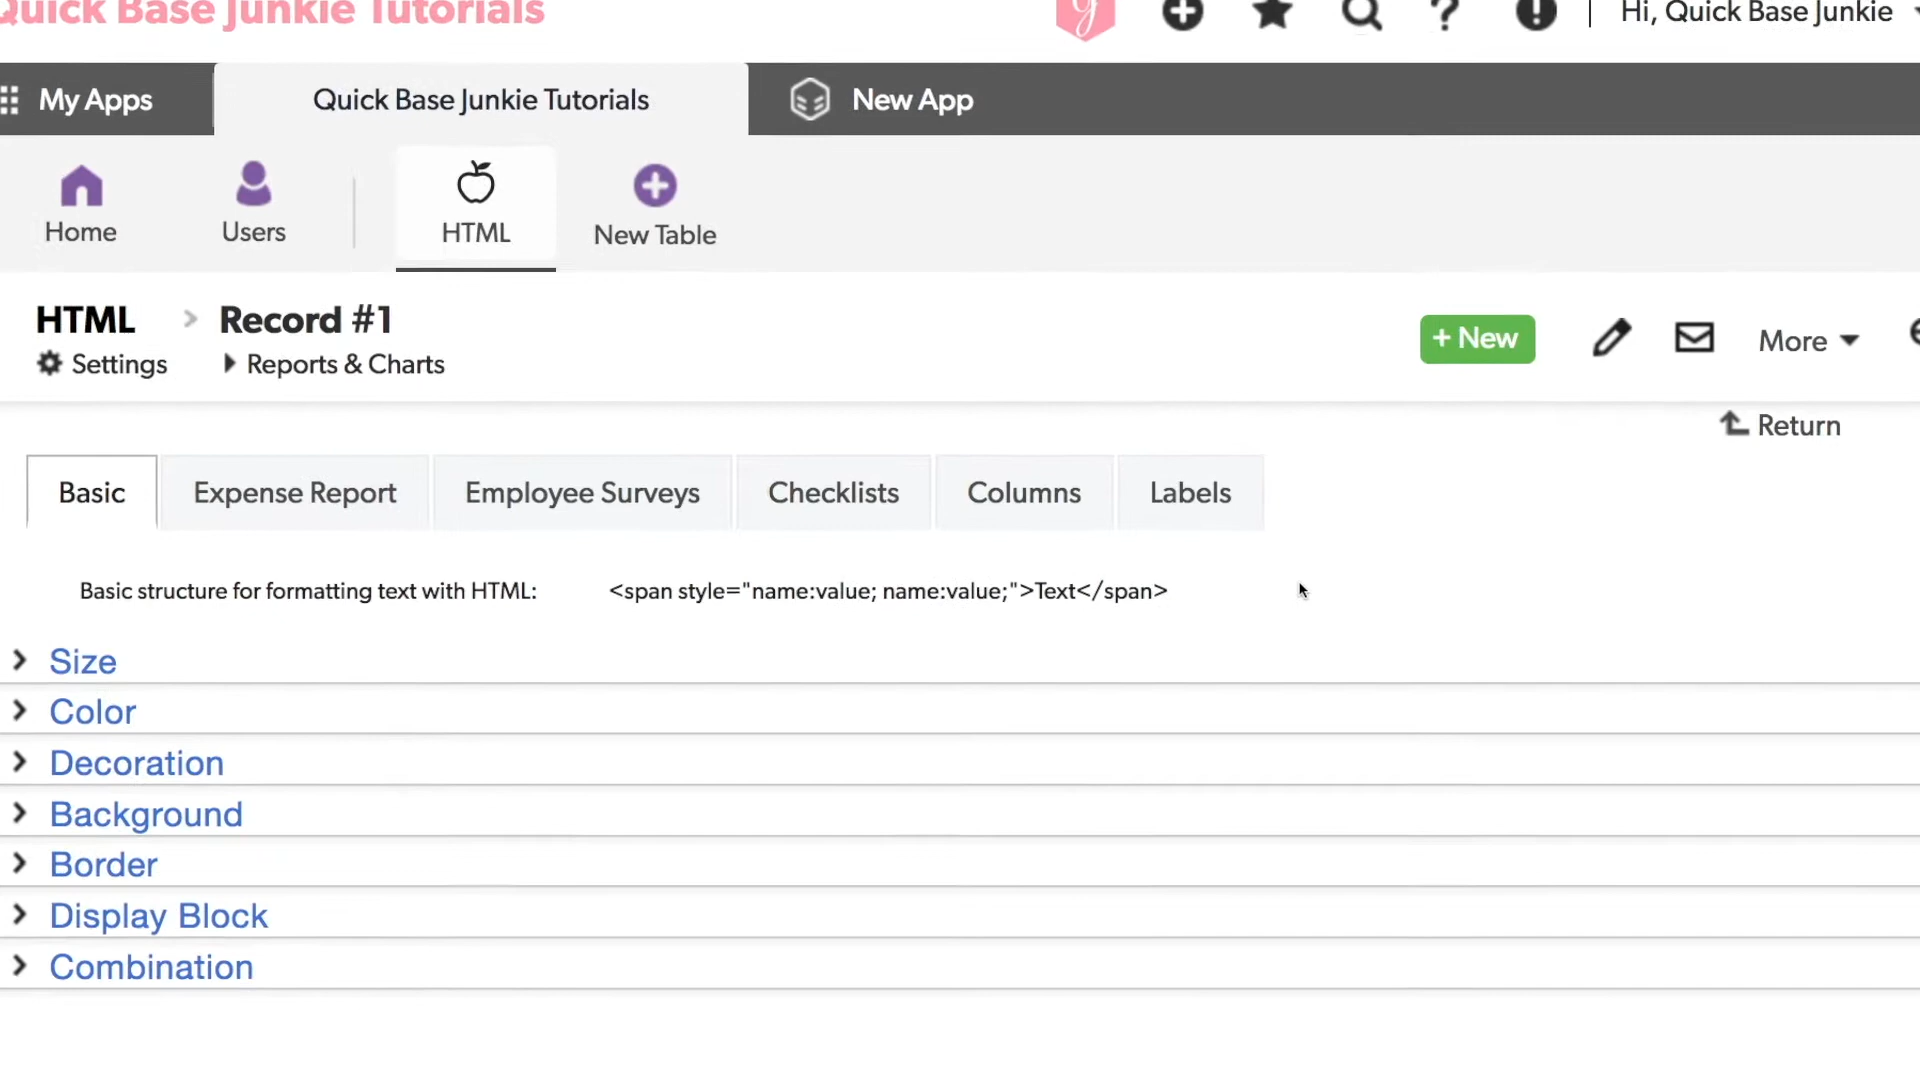 Quick Base Junkie Tutorials
Hi, Quick Base Junkie
My Apps
Quick Base Junkie Tutorials
New App
Home
Users
HTML
New Table
HTML > Record #1
Settings
Reports & Charts
+ New
More
Return
Basic
Expense Report
Employee Surveys
Checklists
Columns
Labels
Basic structure for formatting text with HTML: <span style="name:value; name:value;">Text</span>
Size
Color
Decoration
Background
Border
Display Block
Combination